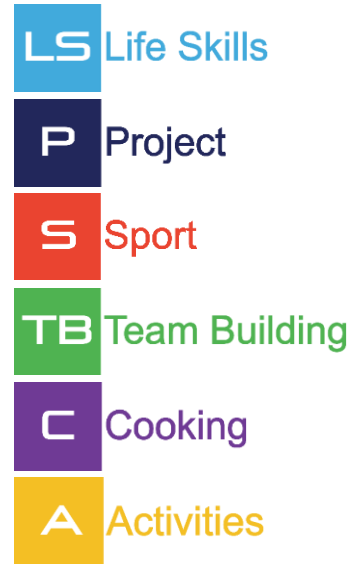 LS Life Skills
P Project
S Sport
TB Team Building
C Cooking
A Activities